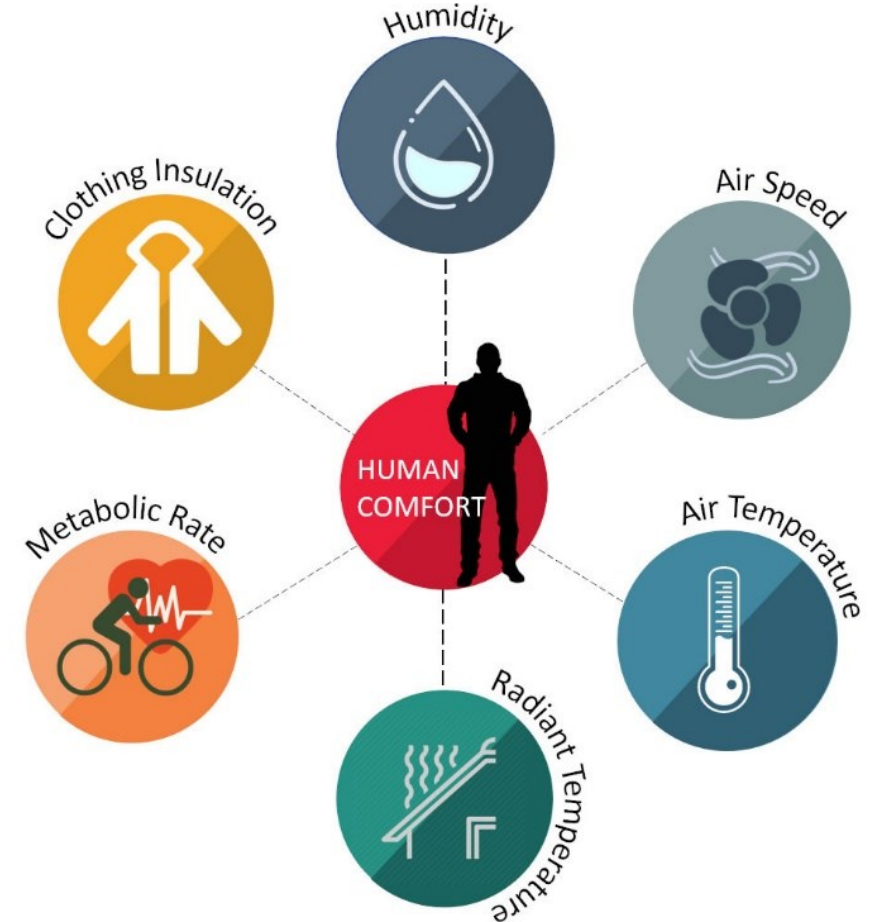 Humidity
Clothing Insulation
Air Speed
HUMAN
COMFORT
Metabolic Rate
Air Temperature
Radiant Temperature